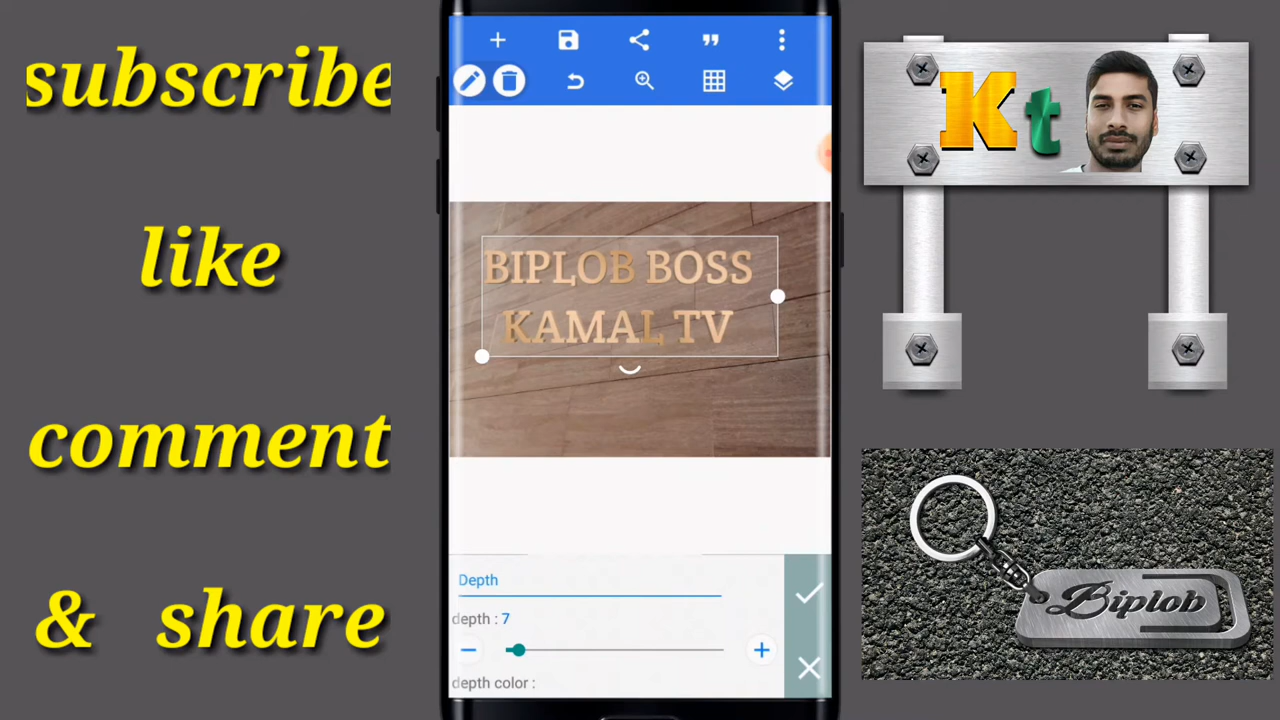 subscribe
like
comment
& share
BIPLOB BOSS
KAMAL TV
Depth
depth : 7
depth color :
Kt
Biplob